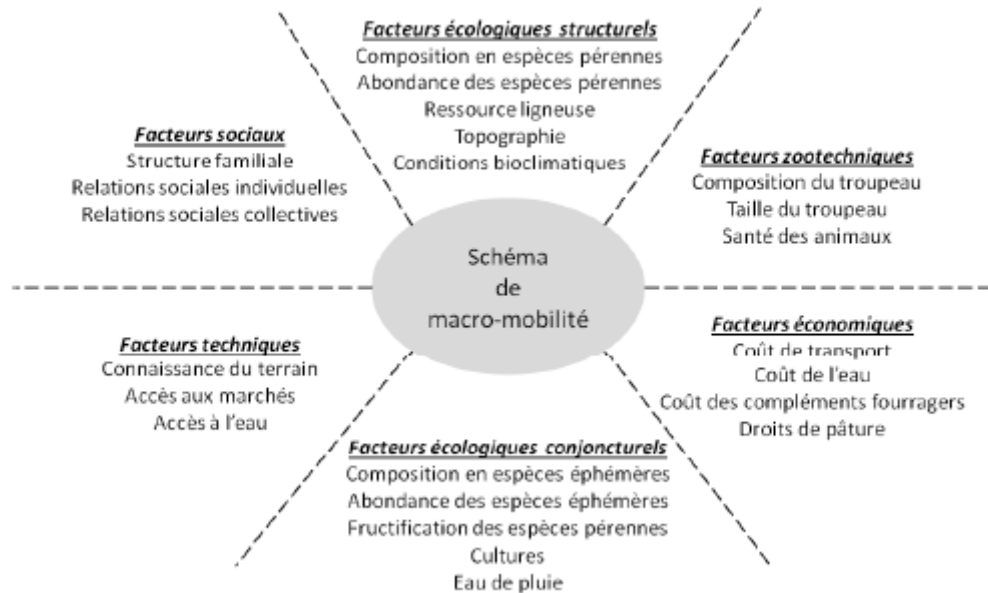 Facteurs écologiques structurels
Composition en espèces pérennes
Abondance des espèces pérennes
Ressource ligneuse
Topographie
Conditions bioclimatiques
Facteurs sociaux
Structure familiale
Relations sociales individuelles
Relations sociales collectives
Facteurs zootechniques
Composition du troupeau
Taille du troupeau
Santé des animaux
Schéma
de
macro-mobilité
Facteurs techniques
Connaissance du terrain
Accès aux marchés
Accès à l'eau
Facteurs économiques
Coût de transport
Coût de l'eau
Coût des compléments fourragers
Droits de pâture
Facteurs écologiques conjoncturels
Composition en espèces éphémères
Abondance des espèces éphémères
Fructification des espèces pérennes
Cultures
Eau de pluie